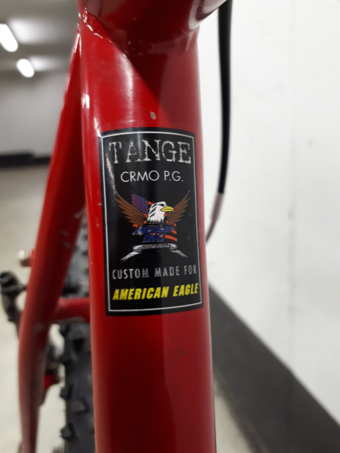 TANGE
CRMO P.G.
CUSTOM MADE FOR
AMERICAN EAGLE